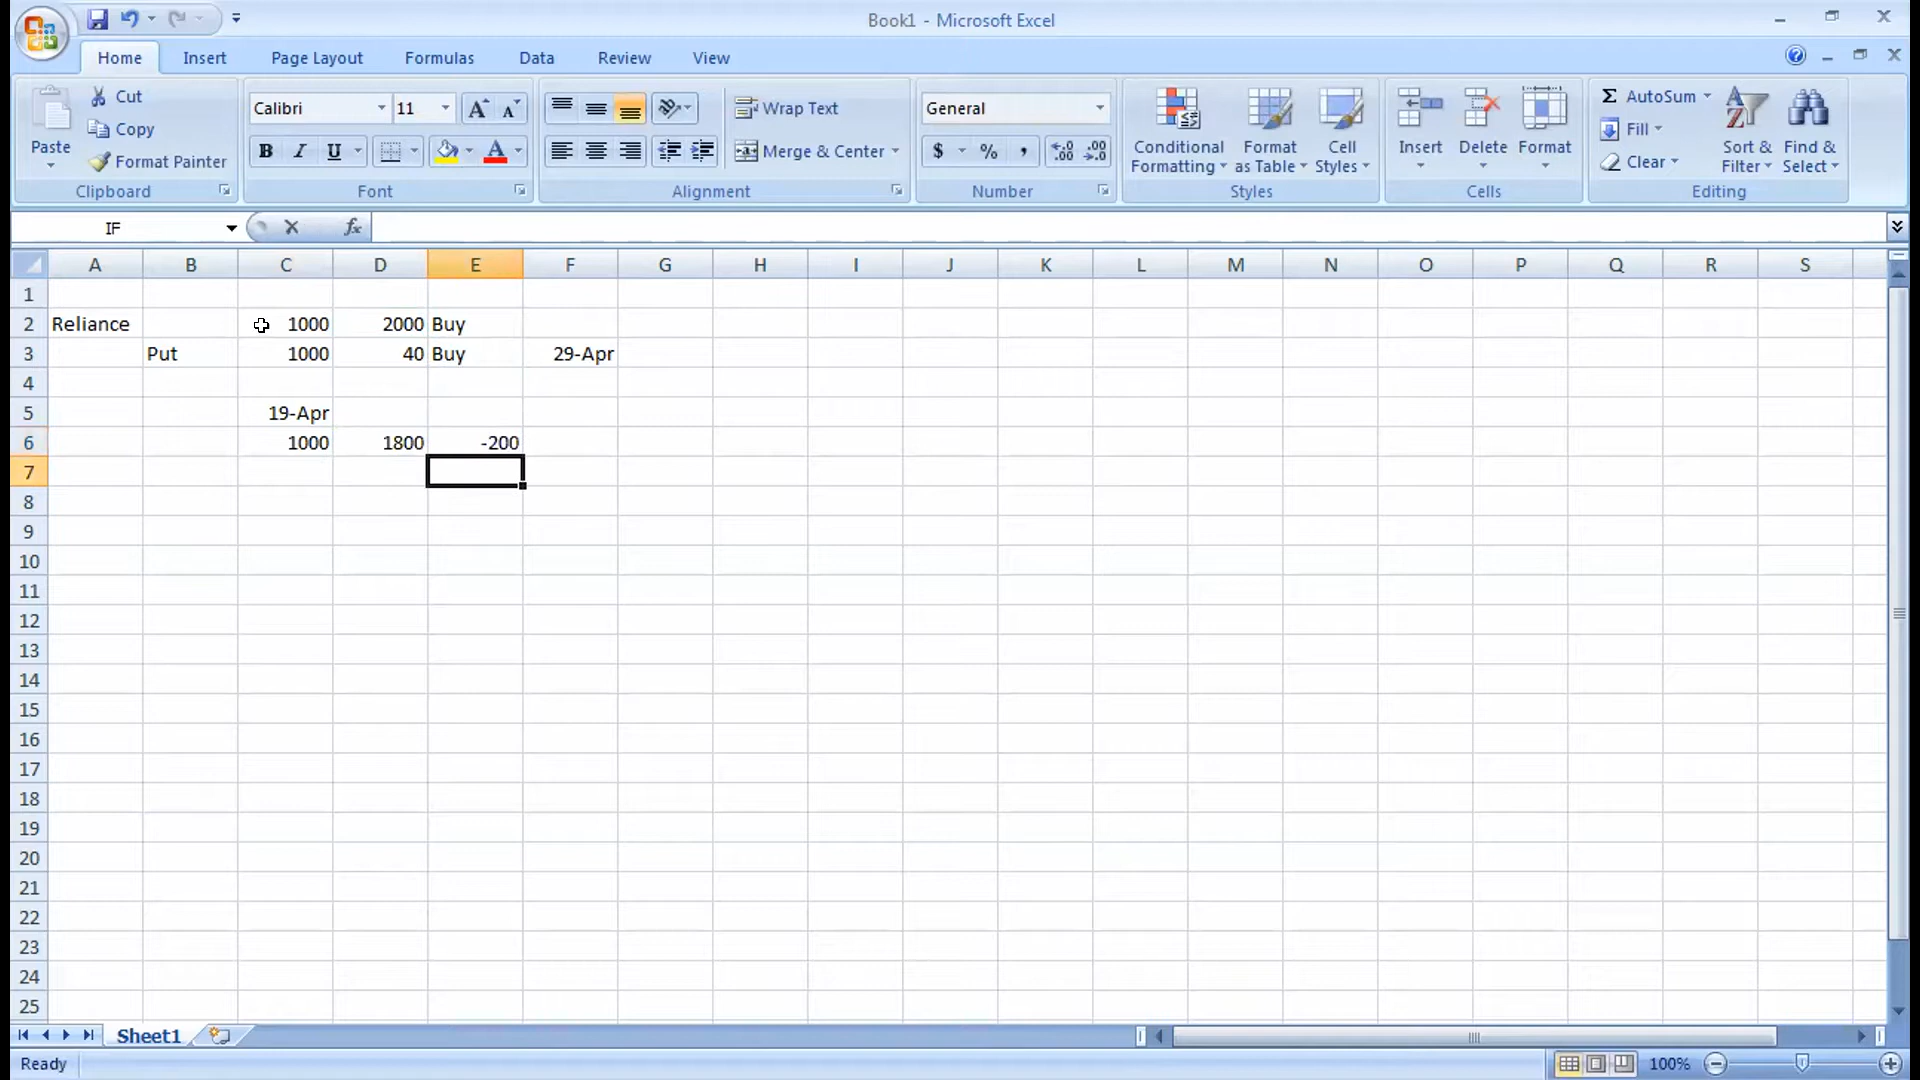 Book1 - Microsoft Excel
Home Insert Page Layout Formulas Data Review View
Paste
Cut
Copy
Format Painter
Clipboard
Calibri 11
B I U
Font
Wrap Text
Merge & Center
Alignment
General
$ % ,
Number
Conditional Formatting
Format as Table
Cell Styles
Styles
Insert
Delete
Format
Cells
Σ AutoSum
Fill
Clear
Sort & Filter
Find & Select
Editing
IF fx
A B C D E F G H I J K L M N O P Q R S
1
2 Reliance 1000 2000 Buy
3 Put 1000 40 Buy 29-Apr
4
5 19-Apr
6 1000 1800 -200
7
8
9
10
11
12
13
14
15
16
17
18
19
20
21
22
23
24
25
Sheet1
Ready 100%